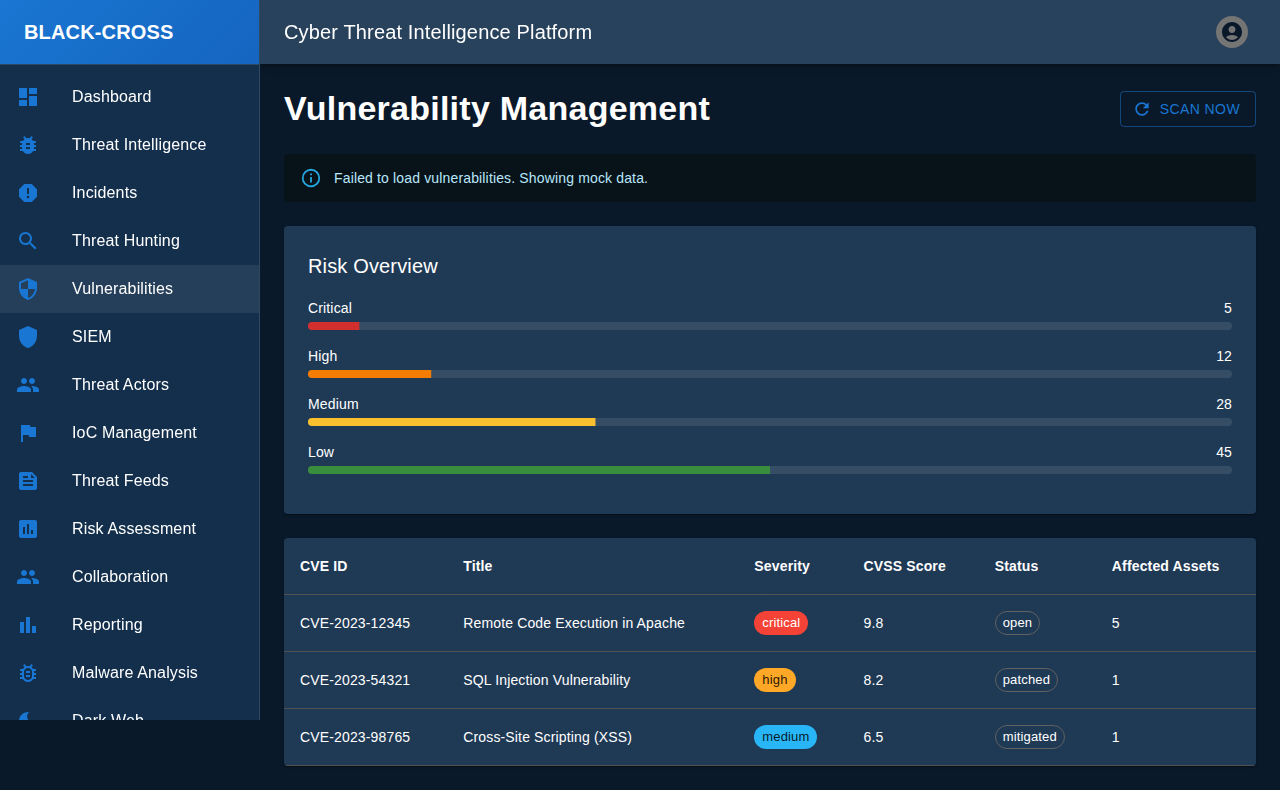 BLACK-CROSS
Cyber Threat Intelligence Platform
Dashboard
Threat Intelligence
Incidents
Threat Hunting
Vulnerabilities
SIEM
Threat Actors
IoC Management
Threat Feeds
Risk Assessment
Collaboration
Reporting
Malware Analysis
Dark Web
Vulnerability Management
SCAN NOW
Failed to load vulnerabilities. Showing mock data.
Risk Overview
Critical 5
High 12
Medium 28
Low 45
CVE ID Title Severity CVSS Score Status Affected Assets
CVE-2023-12345 Remote Code Execution in Apache critical 9.8 open 5
CVE-2023-54321 SQL Injection Vulnerability high 8.2 patched 1
CVE-2023-98765 Cross-Site Scripting (XSS) medium 6.5 mitigated 1